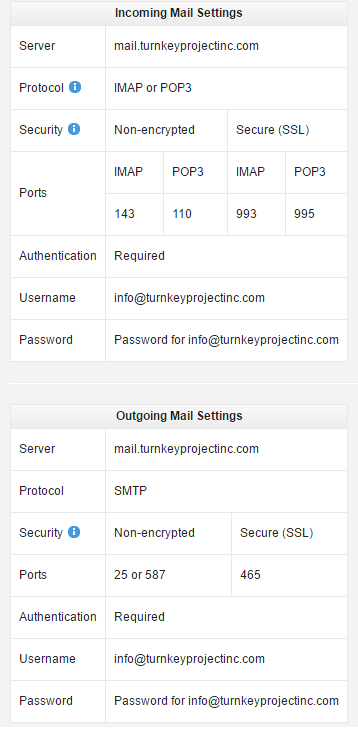 Incoming Mail Settings
Server mail.turnkeyprojectinc.com
Protocol IMAP or POP3
Security Non-encrypted Secure (SSL)
Ports
IMAP POP3 IMAP POP3
143 110 993 995
Authentication Required
Username info@turnkeyprojectinc.com
Password Password for info@turnkeyprojectinc.com
Outgoing Mail Settings
Server mail.turnkeyprojectinc.com
Protocol SMTP
Security Non-encrypted Secure (SSL)
Ports 25 or 587 465
Authentication Required
Username info@turnkeyprojectinc.com
Password Password for info@turnkeyprojectinc.com